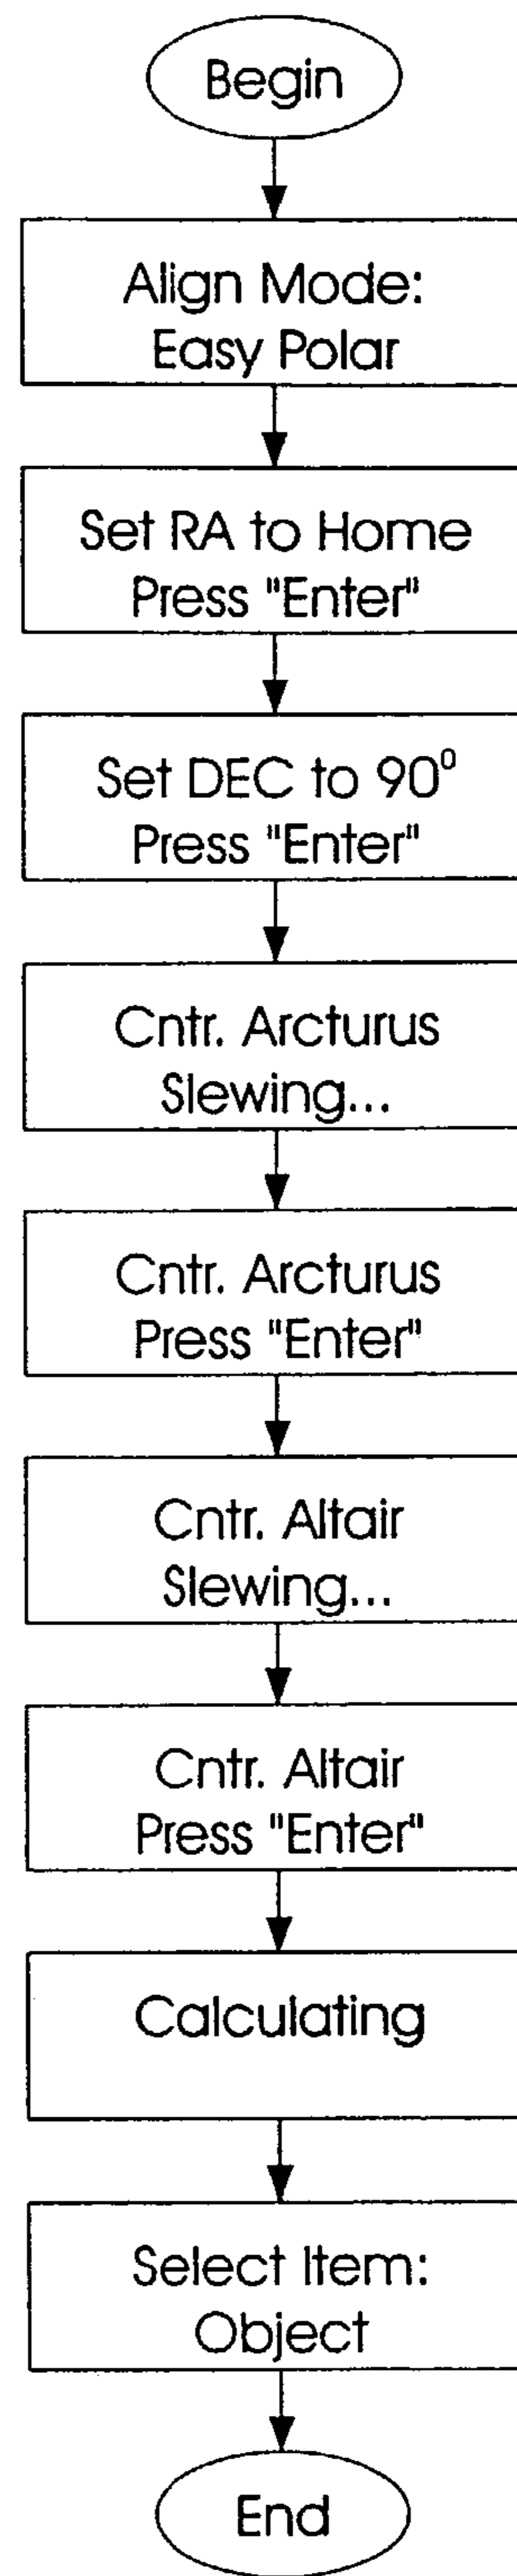 Begin
Align Mode:
Easy Polar
Set RA to Home
Press "Enter"
Set DEC to 90⁰
Press "Enter"
Cntr. Arcturus
Slewing...
Cntr. Arcturus
Press "Enter"
Cntr. Altair
Slewing...
Cntr. Altair
Press "Enter"
Calculating
Select Item:
Object
End